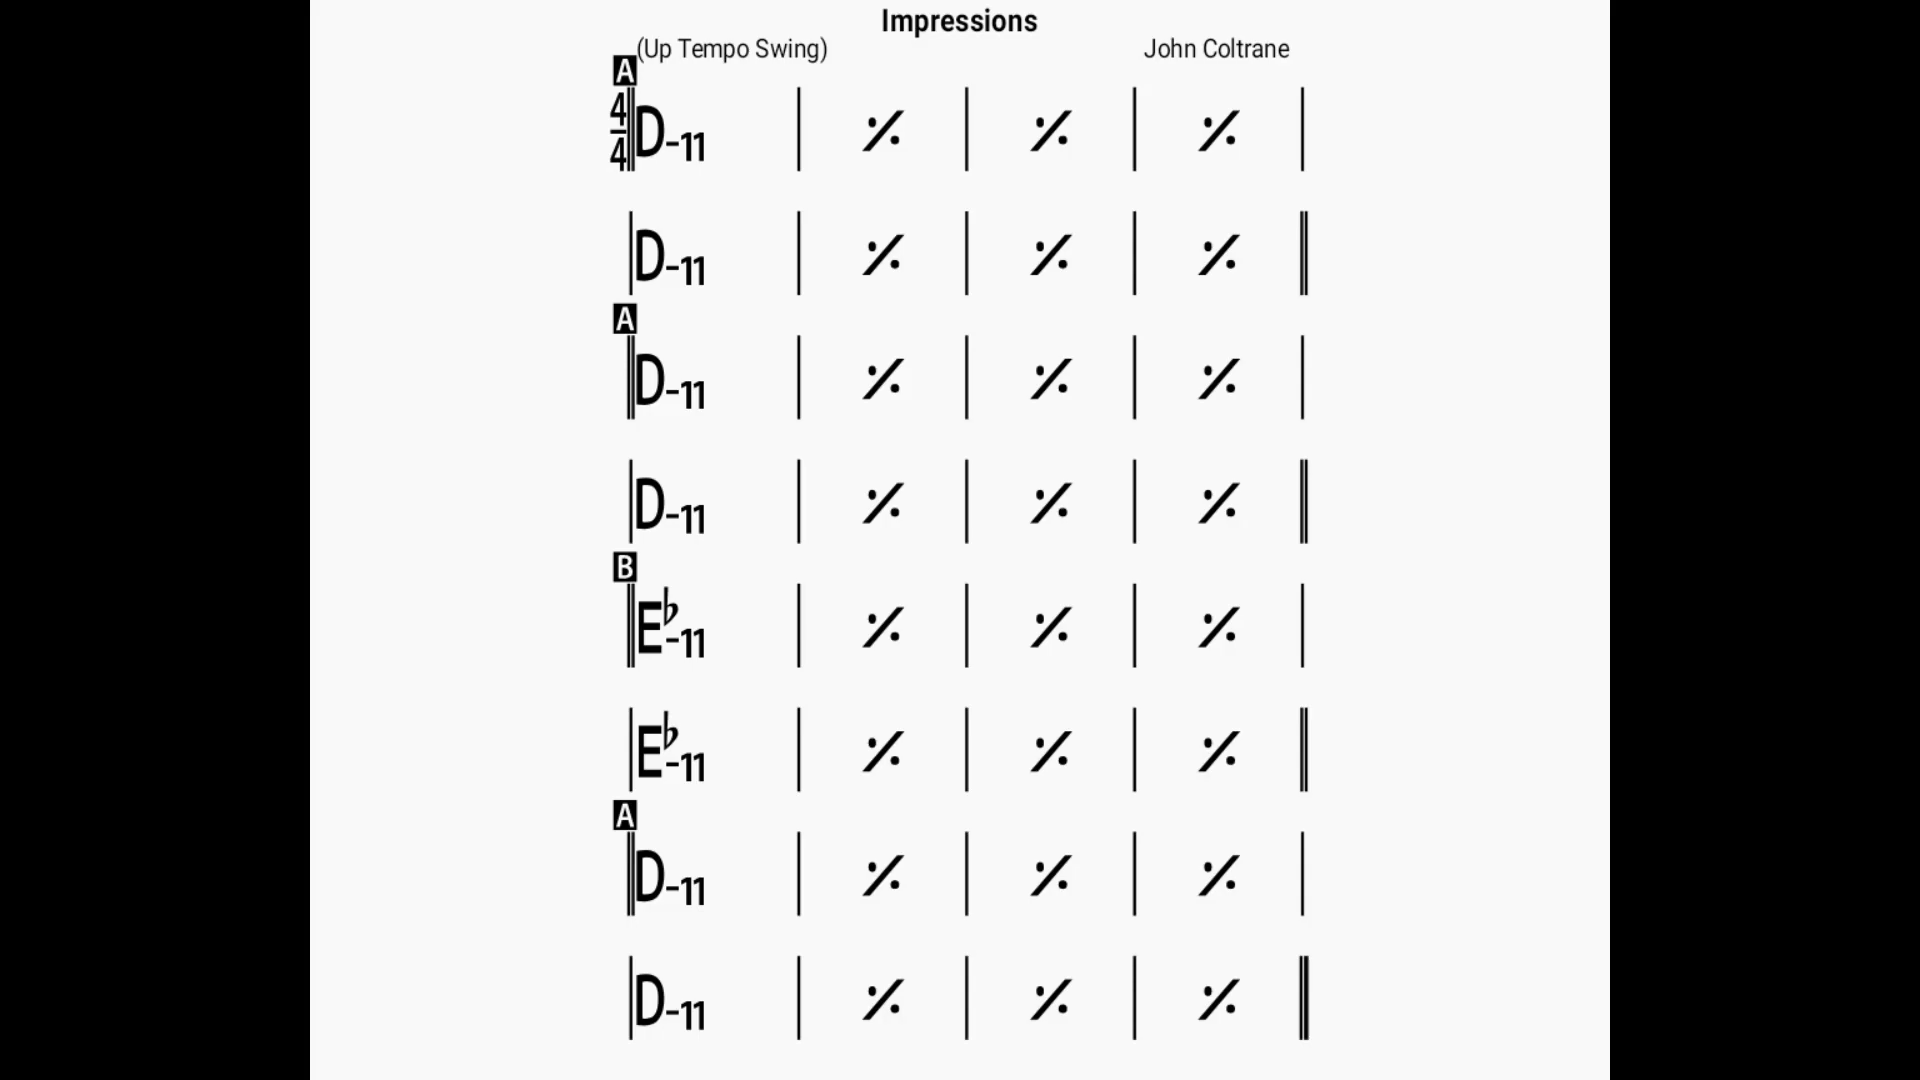 Impressions
(Up Tempo Swing) John Coltrane
A
4/4 D-11 𝄎 𝄎 𝄎
D-11 𝄎 𝄎 𝄎
A
D-11 𝄎 𝄎 𝄎
D-11 𝄎 𝄎 𝄎
B
E♭-11 𝄎 𝄎 𝄎
E♭-11 𝄎 𝄎 𝄎
A
D-11 𝄎 𝄎 𝄎
D-11 𝄎 𝄎 𝄎